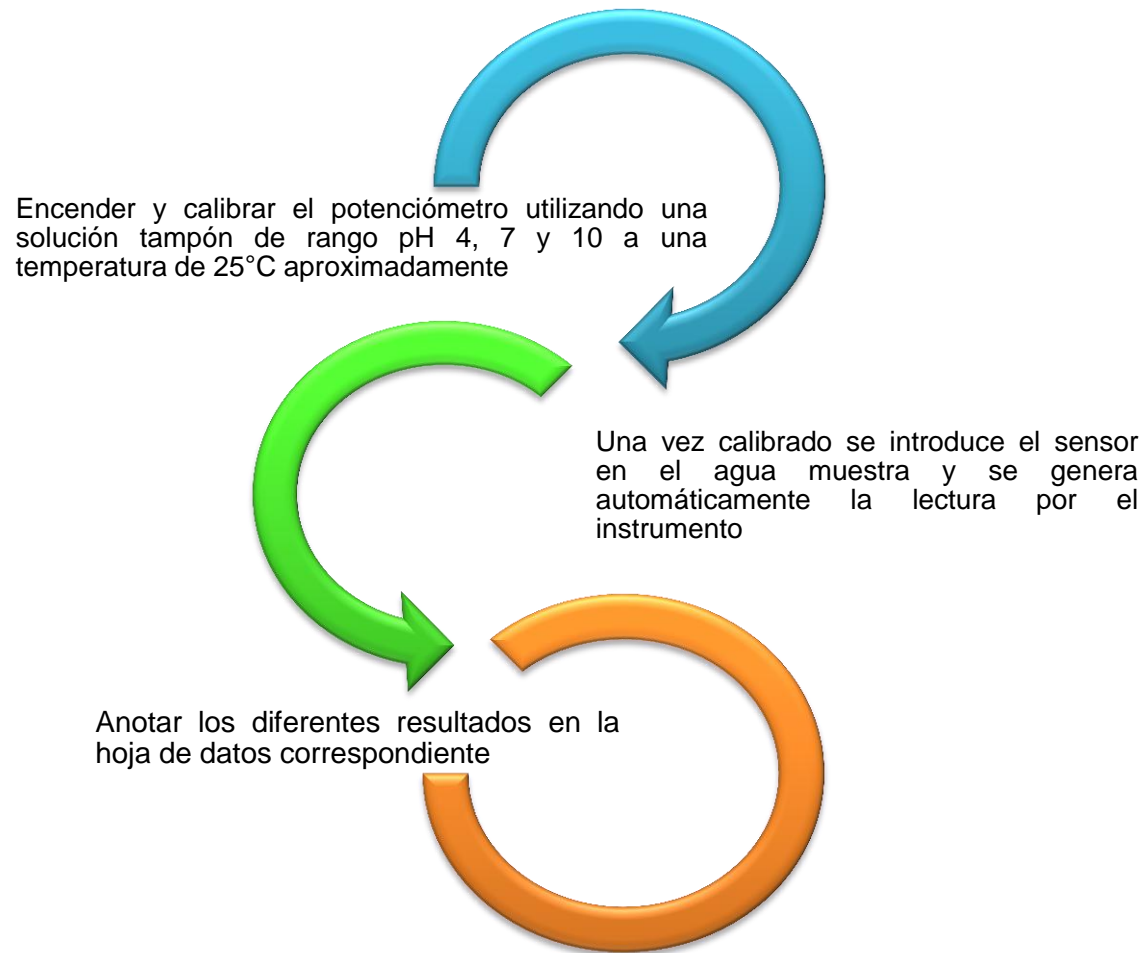 Encender y calibrar el potenciómetro utilizando una
solución tampón de rango pH 4, 7 y 10 a una
temperatura de 25°C aproximadamente
Una vez calibrado se introduce el sensor
en el agua muestra y se genera
automáticamente la lectura por el
instrumento
Anotar los diferentes resultados en la
hoja de datos correspondiente